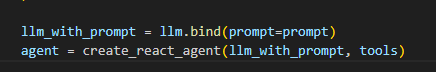 llm_with_prompt = llm.bind(prompt=prompt)
agent = create_react_agent(llm_with_prompt, tools)